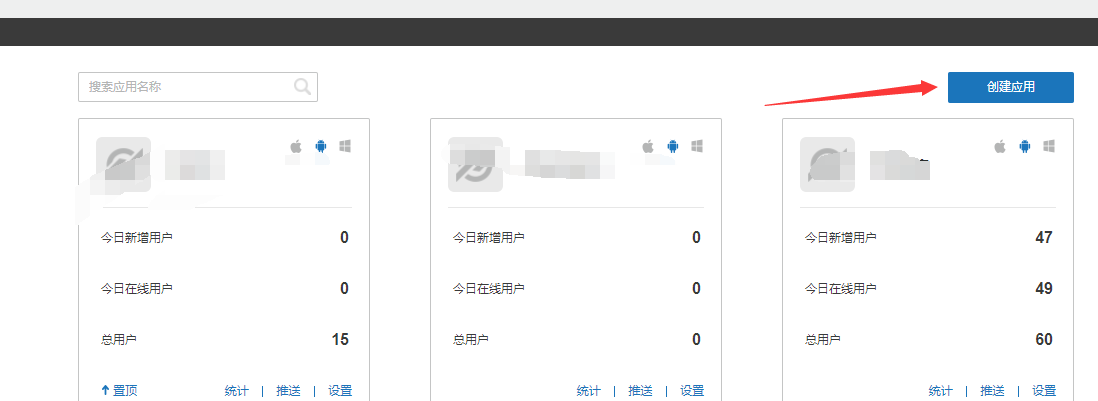 搜索应用名称
创建应用
今日新增用户 0
今日在线用户 0
总用户 15
置顶 统计 | 推送 | 设置
今日新增用户 0
今日在线用户 0
总用户 0
统计 | 推送 | 设置
今日新增用户 47
今日在线用户 49
总用户 60
统计 | 推送 | 设置